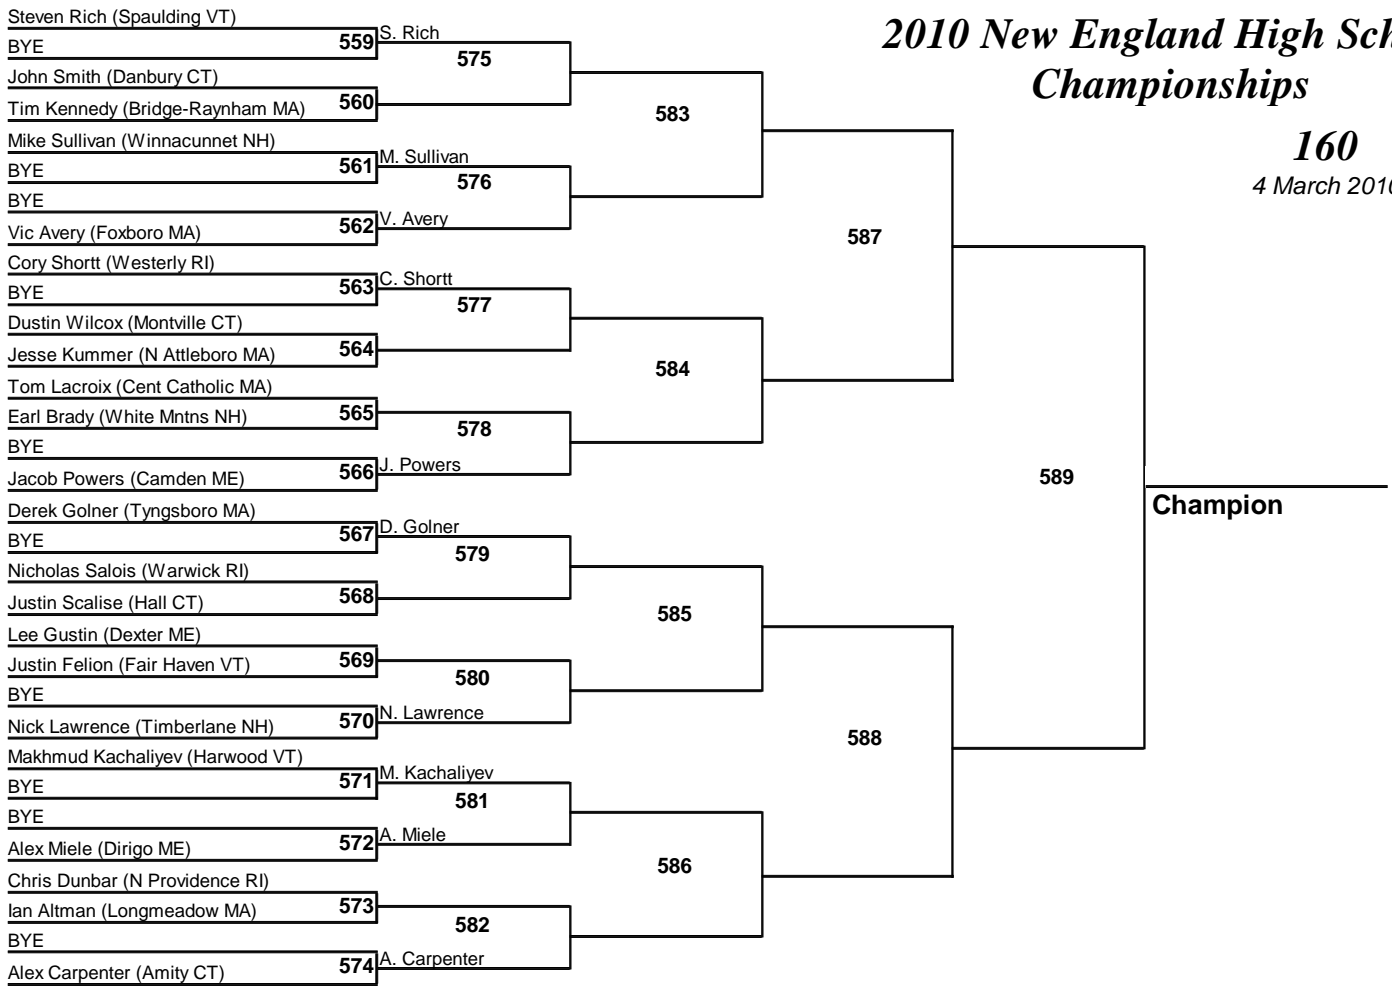 2010 New England High Sch
Championships
160
4 March 2010
Steven Rich (Spaulding VT)
BYE
559
S. Rich
575
John Smith (Danbury CT)
Tim Kennedy (Bridge-Raynham MA)
560
583
Mike Sullivan (Winnacunnet NH)
BYE
561
M. Sullivan
576
BYE
Vic Avery (Foxboro MA)
562
V. Avery
587
Cory Shortt (Westerly RI)
BYE
563
C. Shortt
577
Dustin Wilcox (Montville CT)
Jesse Kummer (N Attleboro MA)
564
584
Tom Lacroix (Cent Catholic MA)
Earl Brady (White Mntns NH)
565
578
BYE
Jacob Powers (Camden ME)
566
J. Powers
589
Champion
Derek Golner (Tyngsboro MA)
BYE
567
D. Golner
579
Nicholas Salois (Warwick RI)
Justin Scalise (Hall CT)
568
585
Lee Gustin (Dexter ME)
Justin Felion (Fair Haven VT)
569
580
BYE
Nick Lawrence (Timberlane NH)
570
N. Lawrence
588
Makhmud Kachaliyev (Harwood VT)
BYE
571
M. Kachaliyev
581
BYE
Alex Miele (Dirigo ME)
572
A. Miele
586
Chris Dunbar (N Providence RI)
Ian Altman (Longmeadow MA)
573
582
BYE
Alex Carpenter (Amity CT)
574
A. Carpenter